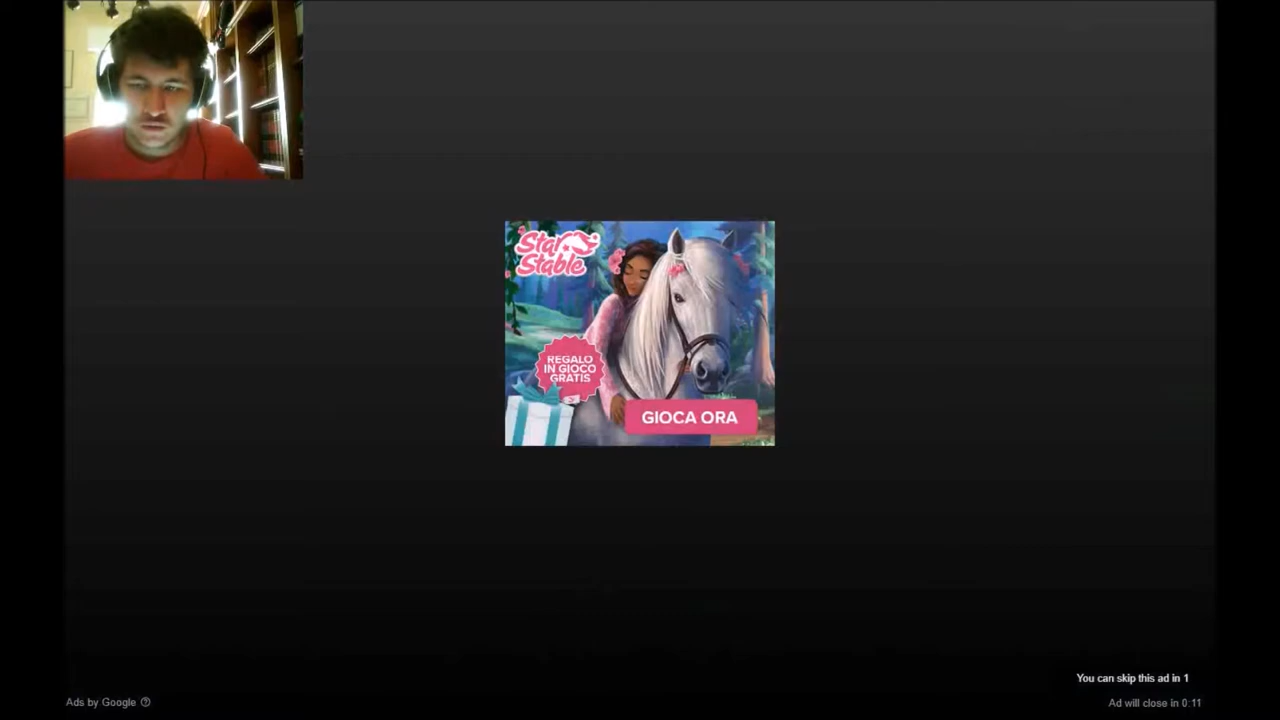 Star
Stable
REGALO
IN GIOCO
GRATIS
GIOCA ORA
You can skip this ad in 1
Ads by Google
Ad will close in 0:11